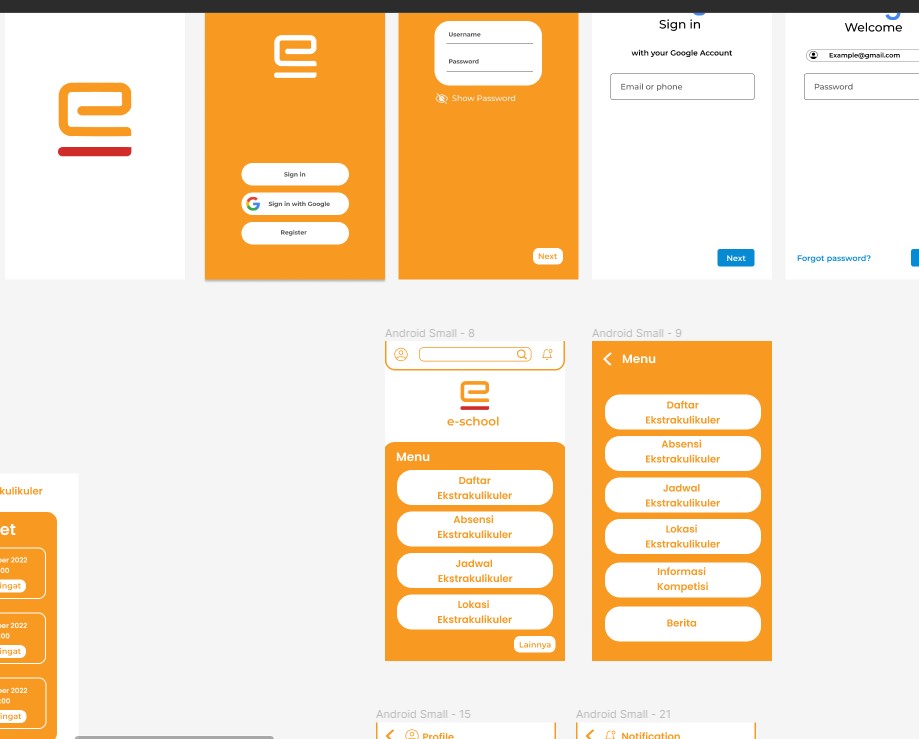 Username
Password
Show Password
Sign in
Sign in with Google
Register
Next
Sign in
with your Google Account
Email or phone
Next
Welcome
Example@gmail.com
Password
Forgot password?
Android Small - 8
e-school
Menu
Daftar
Ekstrakulikuler
Absensi
Ekstrakulikuler
Jadwal
Ekstrakulikuler
Lokasi
Ekstrakulikuler
Lainnya
Android Small - 9
Menu
Daftar
Ekstrakulikuler
Absensi
Ekstrakulikuler
Jadwal
Ekstrakulikuler
Lokasi
Ekstrakulikuler
Informasi
Kompetisi
Berita
kulikuler
et
ber 2022
:00
ingat
ber 2022
:00
ingat
ber 2022
:00
ingat
Android Small - 15
Profile
Android Small - 21
Notification